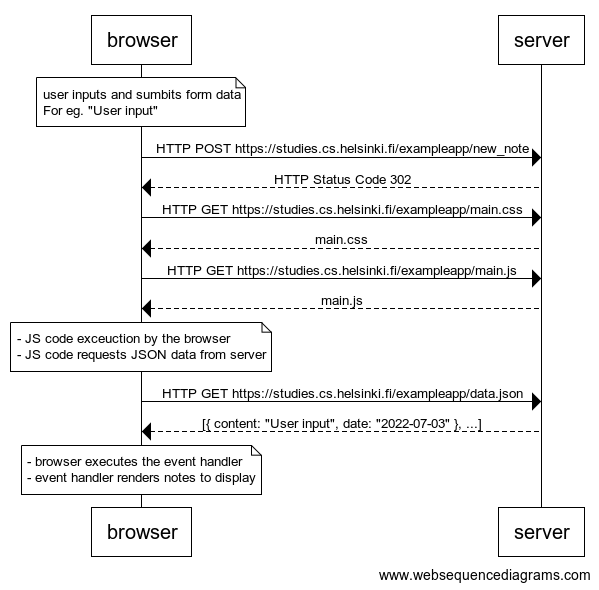 browser
server
user inputs and sumbits form data
For eg. "User input"
HTTP POST https://studies.cs.helsinki.fi/exampleapp/new_note
HTTP Status Code 302
HTTP GET https://studies.cs.helsinki.fi/exampleapp/main.css
main.css
HTTP GET https://studies.cs.helsinki.fi/exampleapp/main.js
main.js
- JS code exceuction by the browser
- JS code requests JSON data from server
HTTP GET https://studies.cs.helsinki.fi/exampleapp/data.json
[{ content: "User input", date: "2022-07-03" }, ...]
- browser executes the event handler
- event handler renders notes to display
browser
server
www.websequencediagrams.com